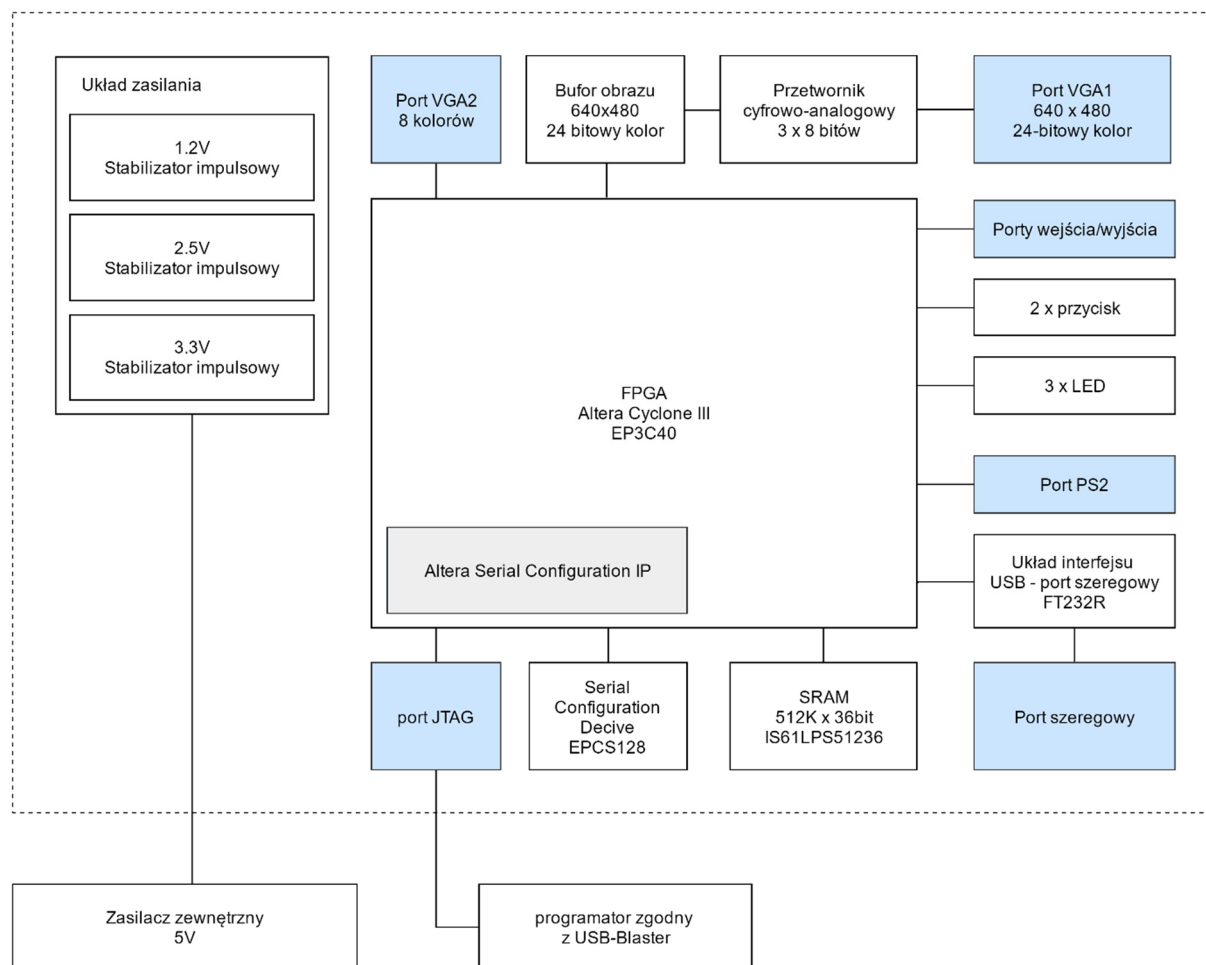 Układ zasilania
1.2V
Stabilizator impulsowy
2.5V
Stabilizator impulsowy
3.3V
Stabilizator impulsowy
Port VGA2
8 kolorów
Bufor obrazu
640x480
24 bitowy kolor
Przetwornik
cyfrowo-analogowy
3 x 8 bitów
Port VGA1
640 x 480
24-bitowy kolor
Porty wejścia/wyjścia
2 x przycisk
3 x LED
FPGA
Altera Cyclone III
EP3C40
Port PS2
Altera Serial Configuration IP
Układ interfejsu
USB - port szeregowy
FT232R
port JTAG
Serial
Configuration
Decive
EPCS128
SRAM
512K x 36bit
IS61LPS51236
Port szeregowy
Zasilacz zewnętrzny
5V
programator zgodny
z USB-Blaster